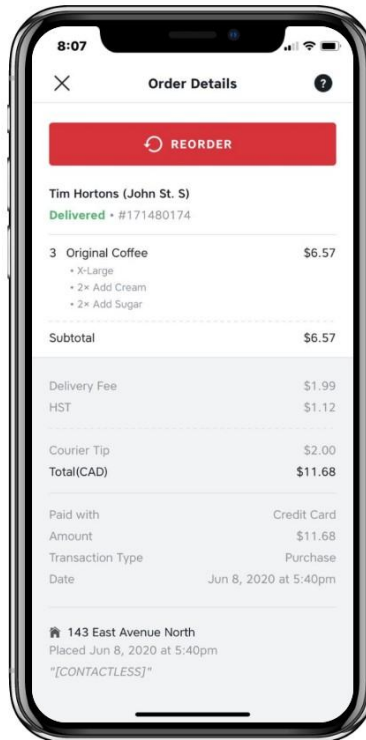 8:07
Order Details ?
REORDER
Tim Hortons (John St. S)
Delivered • #171480174
3 Original Coffee $6.57
• X-Large
• 2× Add Cream
• 2× Add Sugar
Subtotal $6.57
Delivery Fee $1.99
HST $1.12
Courier Tip $2.00
Total(CAD) $11.68
Paid with Credit Card
Amount $11.68
Transaction Type Purchase
Date Jun 8, 2020 at 5:40pm
143 East Avenue North
Placed Jun 8, 2020 at 5:40pm
"[CONTACTLESS]"